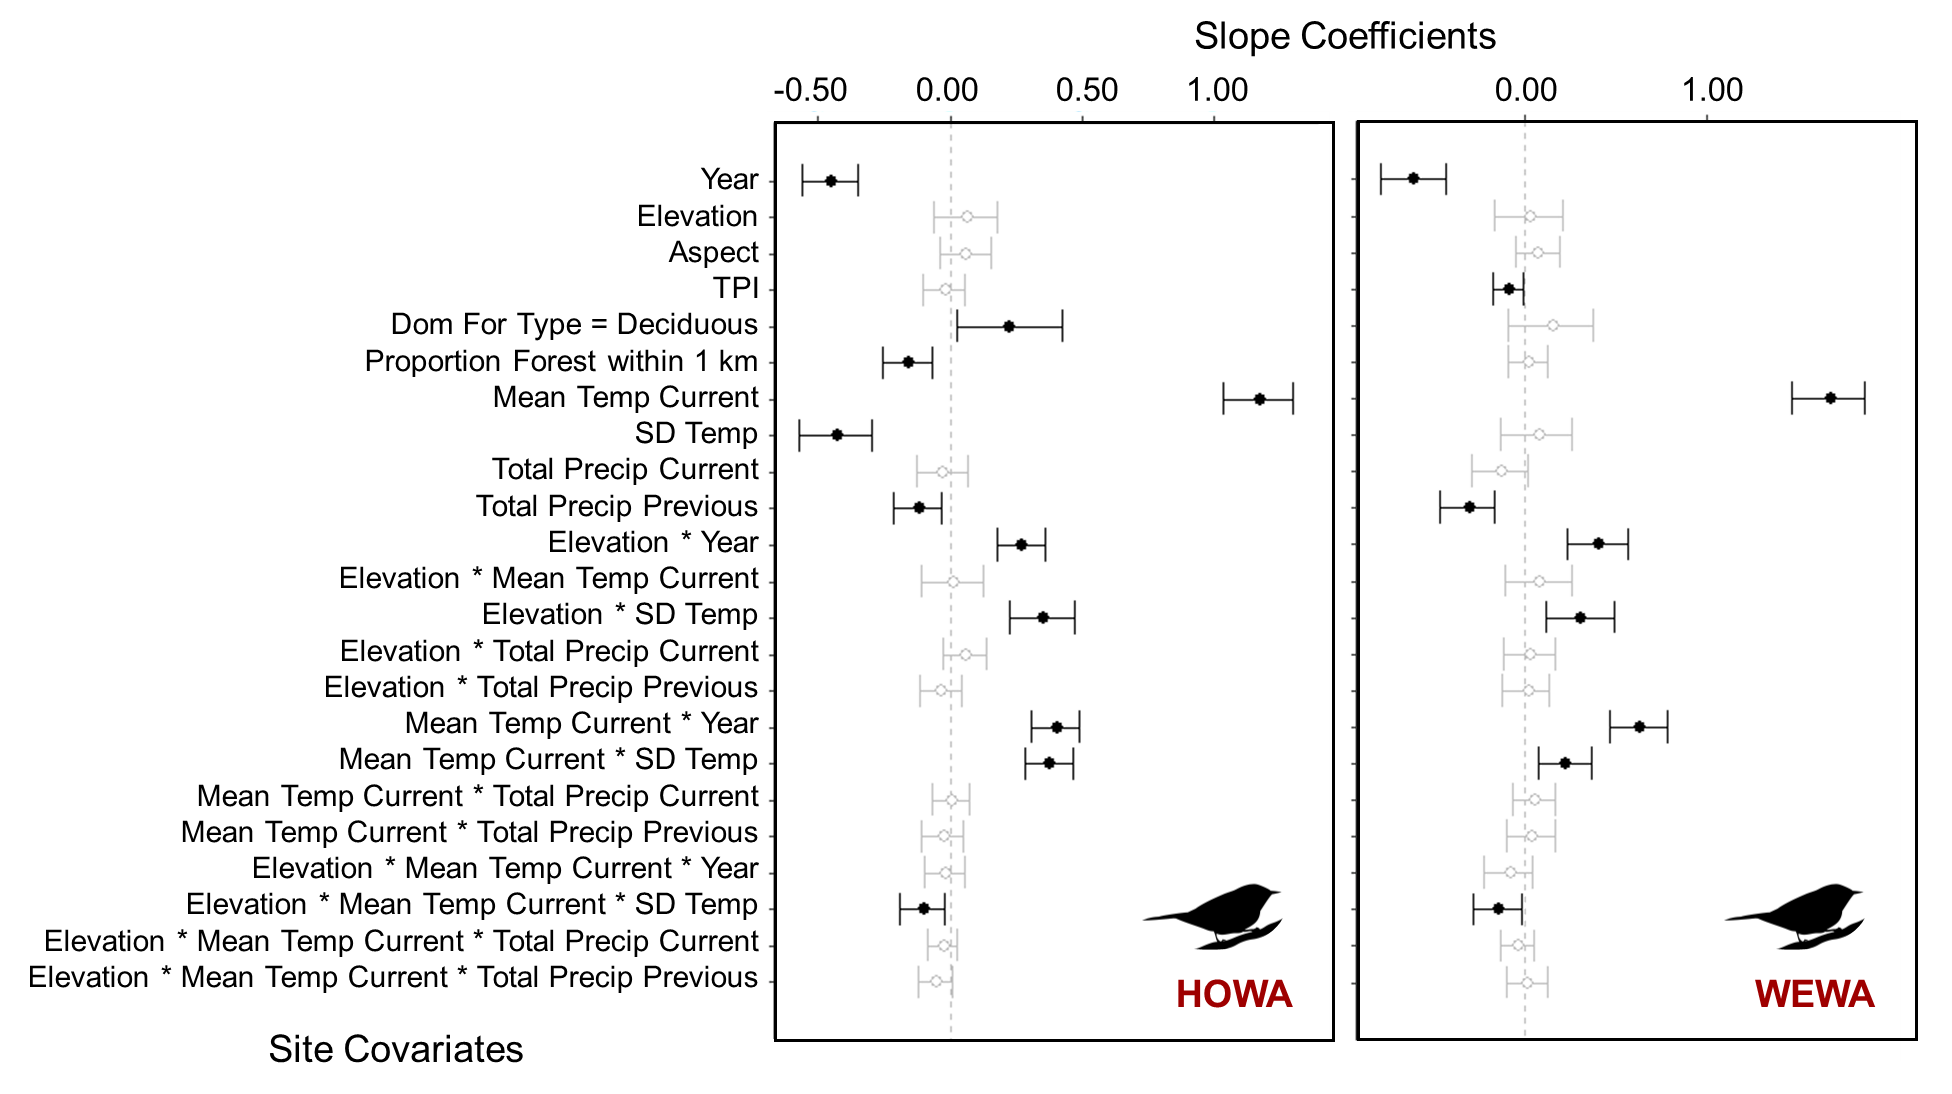 Slope Coefficients
-0.50 0.00 0.50 1.00 0.00 1.00
Year
Elevation
Aspect
TPI
Dom For Type = Deciduous
Proportion Forest within 1 km
Mean Temp Current
SD Temp
Total Precip Current
Total Precip Previous
Elevation * Year
Elevation * Mean Temp Current
Elevation * SD Temp
Elevation * Total Precip Current
Elevation * Total Precip Previous
Mean Temp Current * Year
Mean Temp Current * SD Temp
Mean Temp Current * Total Precip Current
Mean Temp Current * Total Precip Previous
Elevation * Mean Temp Current * Year
Elevation * Mean Temp Current * SD Temp
Elevation * Mean Temp Current * Total Precip Current
Elevation * Mean Temp Current * Total Precip Previous
HOWA WEWA
Site Covariates